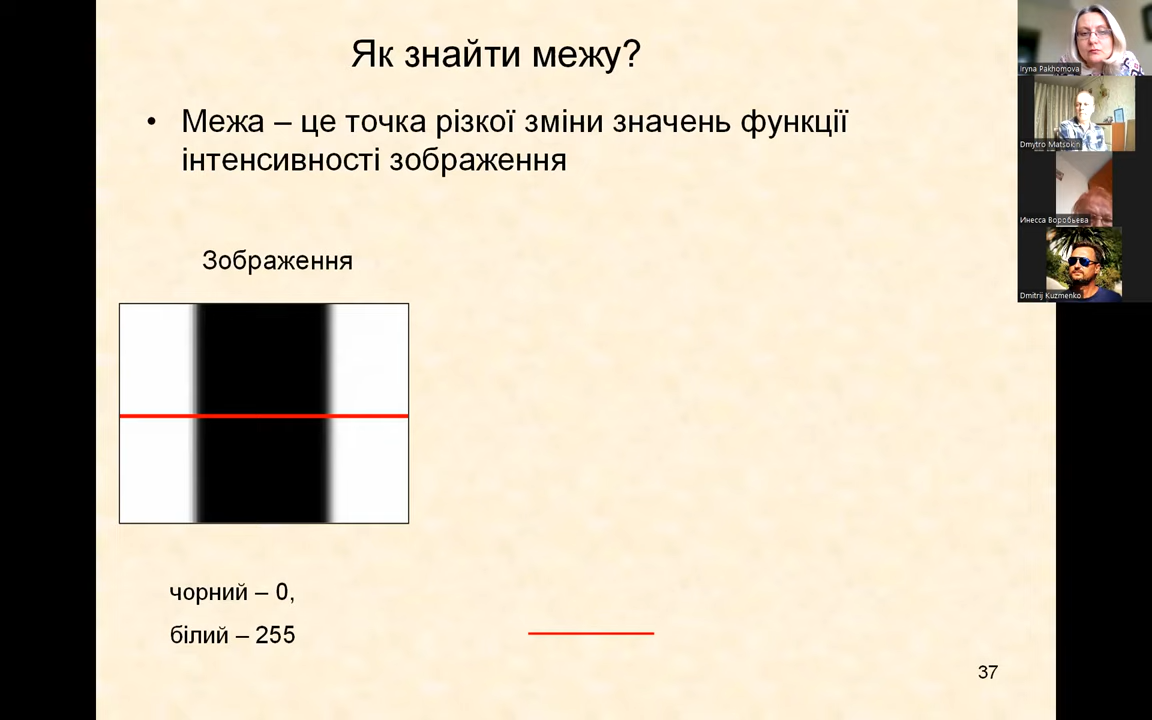 Як знайти межу?
• Межа – це точка різкої зміни значень функції
інтенсивності зображення
Зображення
чорний – 0,
білий – 255
37
Iryna Pakhomova
Dmytro Matsokin
Инесса Воробьева
Dmitrij Kuzmenko